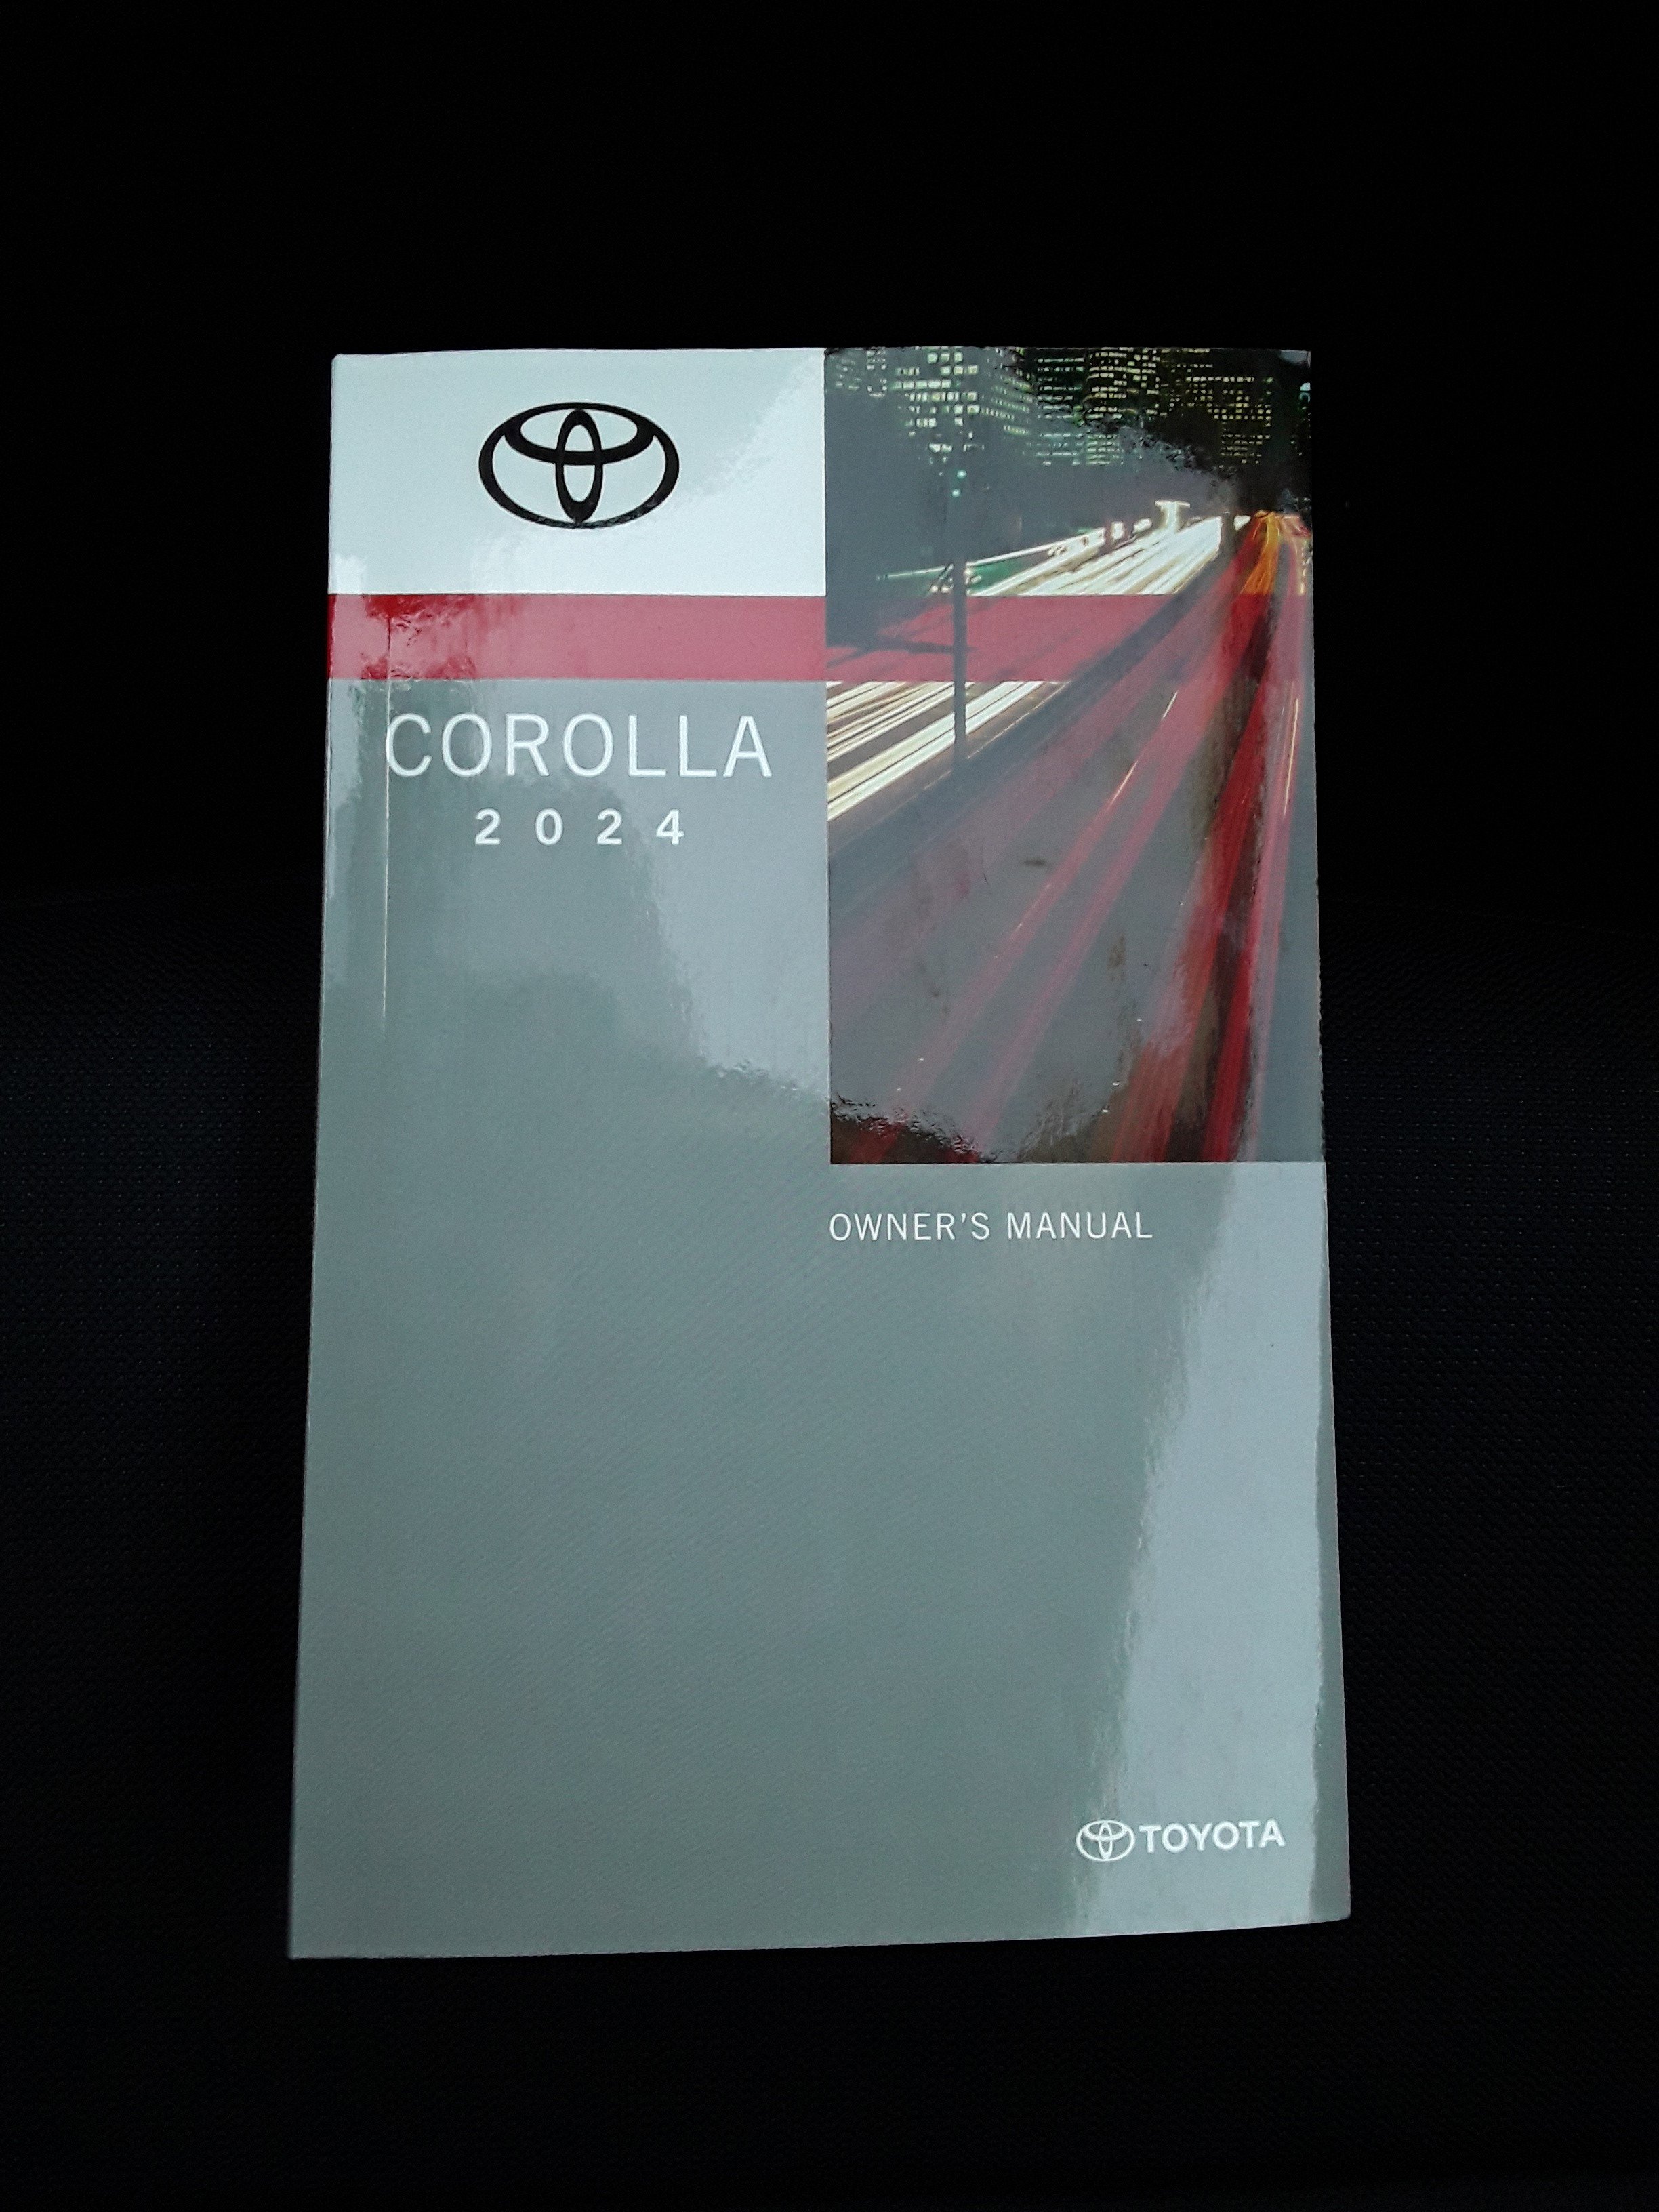 COROLLA
2024
OWNER'S MANUAL
TOYOTA